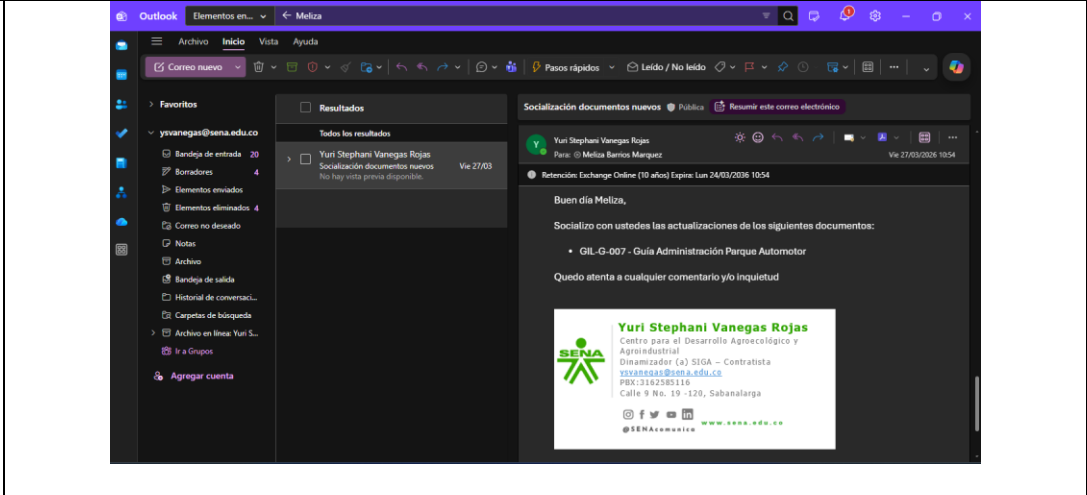 Outlook
Elementos en...
Meliza
1
Archivo Inicio Vista Ayuda
Correo nuevo
Pasos rápidos
Leído / No leído
Favoritos
ysvanegas@sena.edu.co
Bandeja de entrada 20
Borradores 4
Elementos enviados
Elementos eliminados 4
Correo no deseado
Notas
Archivo
Bandeja de salida
Historial de conversaci...
Carpetas de búsqueda
Archivo en línea: Yuri S...
Ir a Grupos
Agregar cuenta
Resultados
Todos los resultados
Yuri Stephani Vanegas Rojas
Socialización documentos nuevos Vie 27/03
No hay vista previa disponible.
Socialización documentos nuevos Pública Resumir este correo electrónico
Y
Yuri Stephani Vanegas Rojas
Para: Meliza Barrios Marquez
Vie 27/03/2026 10:54
Retención: Exchange Online (10 años) Expira: Lun 24/03/2036 10:54
Buen día Meliza,
Socializo con ustedes las actualizaciones de los siguientes documentos:
• GIL-G-007 - Guía Administración Parque Automotor
Quedo atenta a cualquier comentario y/o inquietud
SENA
Yuri Stephani Vanegas Rojas
Centro para el Desarrollo Agroecológico y
Agroindustrial
Dinamizador (a) SIGA – Contratista
ysvanegas@sena.edu.co
PBX:3162585116
Calle 9 No. 19 -120, Sabanalarga
@SENAcomunica
www.sena.edu.co